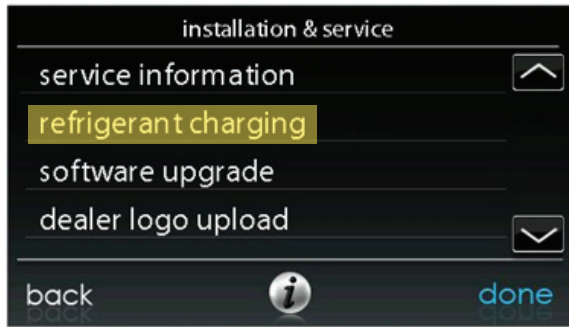 installation & service
service information
refrigerant charging
software upgrade
dealer logo upload
back i done